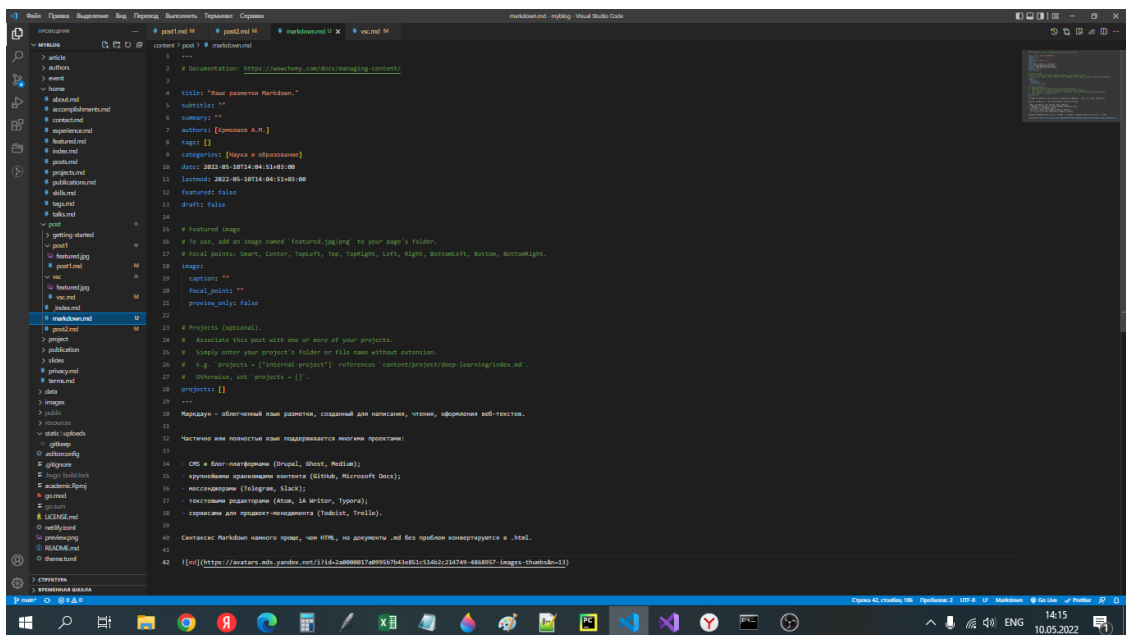 Файл Правка Выделение Вид Переход Выполнить Терминал Справка
markdown.md - myblog - Visual Studio Code
ПРОВОДНИК
post1.md M
post2.md M
markdown.md U
vsc.md M
MYBLOG
content > post > markdown.md
article
authors
event
home
about.md
accomplishments.md
contact.md
experience.md
featured.md
index.md
posts.md
projects.md
publications.md
skills.md
tags.md
talks.md
post
getting-started
post1
featured.jpg
post1.md M
vsc
featured.jpg
vsc.md M
_index.md
markdown.md U
post2.md M
project
publication
slides
privacy.md
terms.md
data
images
public
resources
static \ uploads
.gitkeep
.editorconfig
.gitignore
.hugo_build.lock
academic.Rproj
go.mod
go.sum
LICENSE.md
netlify.toml
preview.png
README.md
theme.toml
СТРУКТУРА
ВРЕМЕННАЯ ШКАЛА
1 ---
2 # Documentation: https://wowchemy.com/docs/managing-content/
3
4 title: "Язык разметки Markdown."
5 subtitle: ""
6 summary: ""
7 authors: [Ермолаев А.М.]
8 tags: []
9 categories: [Наука и образование]
10 date: 2022-05-10T14:04:51+03:00
11 lastmod: 2022-05-10T14:04:51+03:00
12 featured: false
13 draft: false
14
15 # Featured image
16 # To use, add an image named `featured.jpg/png` to your page's folder.
17 # Focal points: Smart, Center, TopLeft, Top, TopRight, Left, Right, BottomLeft, Bottom, BottomRight.
18 image:
19 caption: ""
20 focal_point: ""
21 preview_only: false
22
23 # Projects (optional).
24 # Associate this post with one or more of your projects.
25 # Simply enter your project's folder or file name without extension.
26 # E.g. `projects = ["internal-project"]` references `content/project/deep-learning/index.md`.
27 # Otherwise, set `projects = []`.
28 projects: []
29 ---
30 Маркдаун – облегченный язык разметки, созданный для написания, чтения, оформления веб-текстов.
31
32 Частично или полностью язык поддерживается многими проектами:
33
34 - CMS и блог-платформами (Drupal, Ghost, Medium);
35 - крупнейшими хранилищами контента (GitHub, Microsoft Docs);
36 - мессенджерами (Telegram, Slack);
37 - текстовыми редакторами (Atom, iA Writer, Typora);
38 - сервисами для проджект-менеджмента (Todoist, Trello).
39
40 Синтаксис Markdown намного проще, чем HTML, но документы .md без проблем конвертируются в .html.
41
42 ![md](https://avatars.mds.yandex.net/i?id=2a0000017a0995b7b43e851c514b2c214749-4868957-images-thumbs&n=13)
main* 0 0
Строка 42, столбец 106 Пробелов: 2 UTF-8 LF Markdown Go Live Prettier
ENG
14:15
10.05.2022